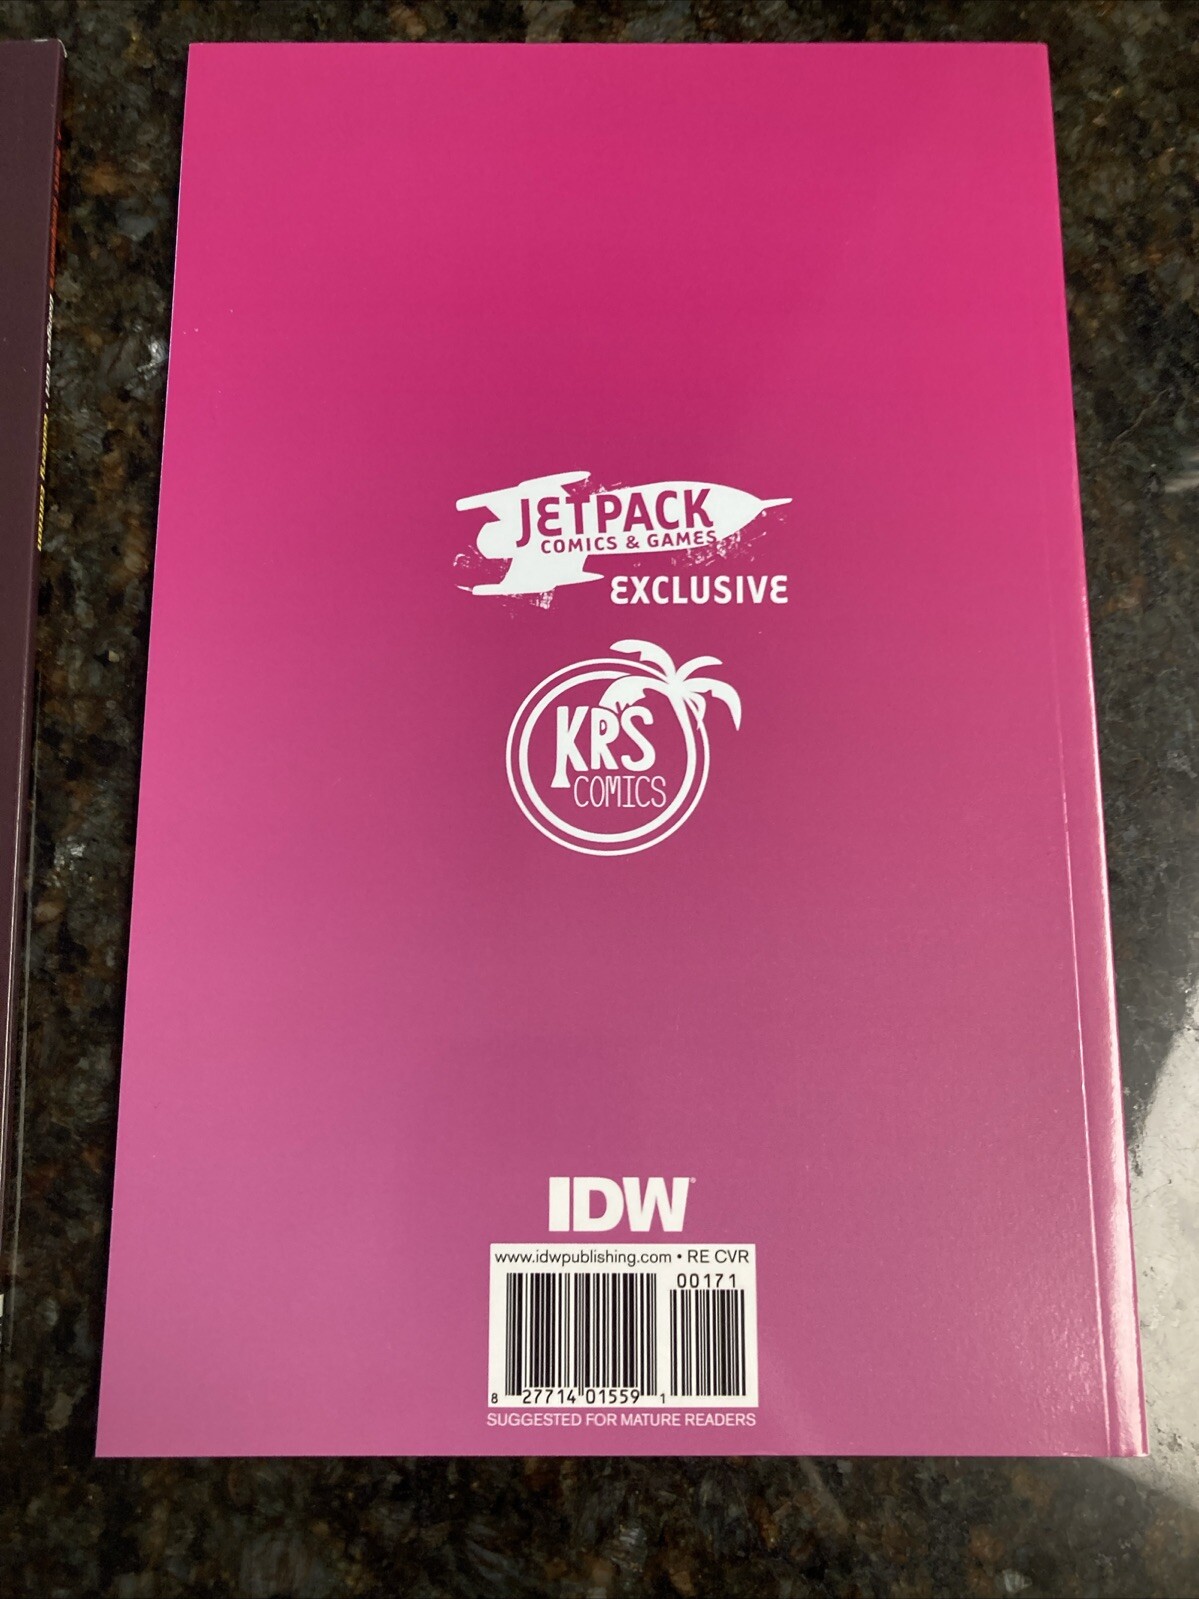 JETPACK
COMICS & GAMES
EXCLUSIVE
KRS
COMICS
IDW
www.idwpublishing.com • RE CVR
00171
8 27714 01559 1
SUGGESTED FOR MATURE READERS